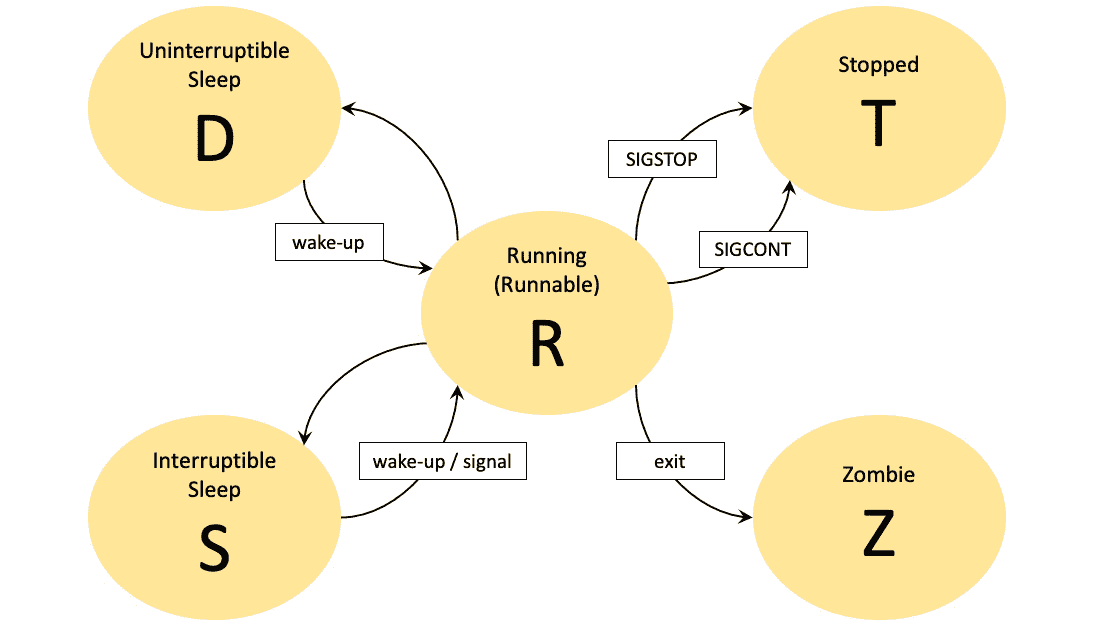 Uninterruptible
Sleep
D
Stopped
T
SIGSTOP
wake-up
SIGCONT
Running
(Runnable)
R
Interruptible
Sleep
S
wake-up / signal
exit
Zombie
Z